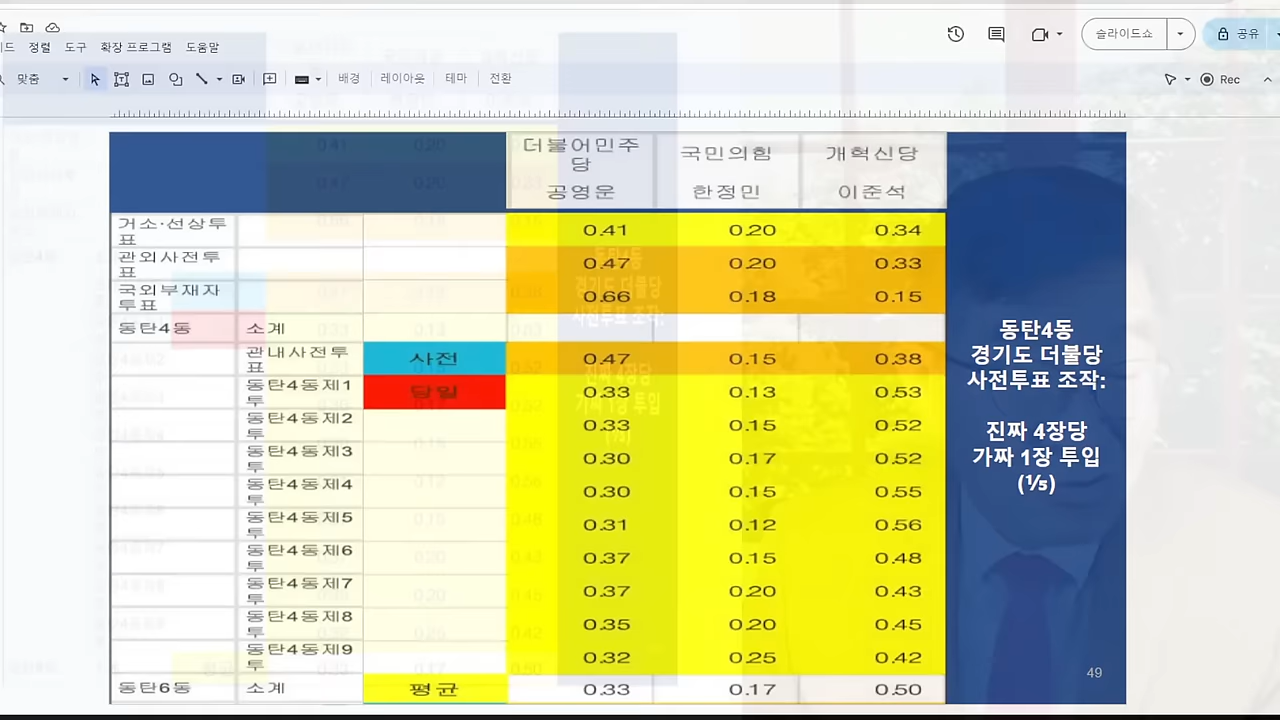 정렬 도구 확장 프로그램 도움말
슬라이드쇼
공유
맞춤
배경 레이아웃 테마 전환
Rec
더불어민주당 국민의힘 개혁신당
공영운 한정민 이준석
거소·선상투표 0.41 0.20 0.34
관외사전투표 0.47 0.20 0.33
국외부재자투표 0.66 0.18 0.15
동탄4동 소계
관내사전투표 사전 0.47 0.15 0.38
동탄4동제1투 당일 0.33 0.13 0.53
동탄4동제2투 0.33 0.15 0.52
동탄4동제3투 0.30 0.17 0.52
동탄4동제4투 0.30 0.15 0.55
동탄4동제5투 0.31 0.12 0.56
동탄4동제6투 0.37 0.15 0.48
동탄4동제7투 0.37 0.20 0.43
동탄4동제8투 0.35 0.20 0.45
동탄4동제9투 0.32 0.25 0.42
동탄6동 소계 평균 0.33 0.17 0.50
동탄4동
경기도 더불당
사전투표 조작:
진짜 4장당
가짜 1장 투입
(⅕)
49